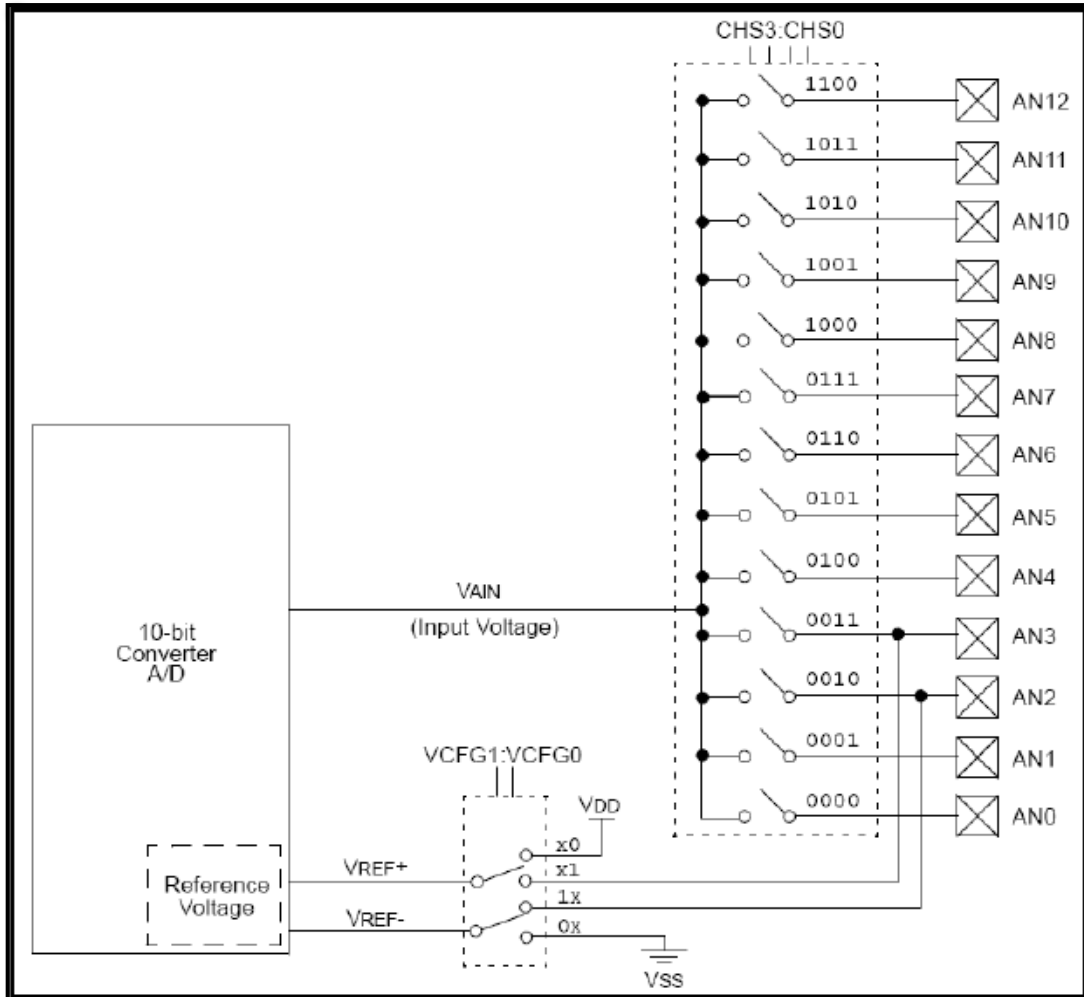 CHS3:CHS0
1100
AN12
1011
AN11
1010
AN10
1001
AN9
1000
AN8
0111
AN7
0110
AN6
0101
AN5
0100
AN4
VAIN
(Input Voltage)
10-bit
Converter
A/D
0011
AN3
0010
AN2
VCFG1:VCFG0
0001
AN1
VDD
0000
AN0
x0
VREF+
x1
Reference
Voltage
1x
VREF-
0x
VSS